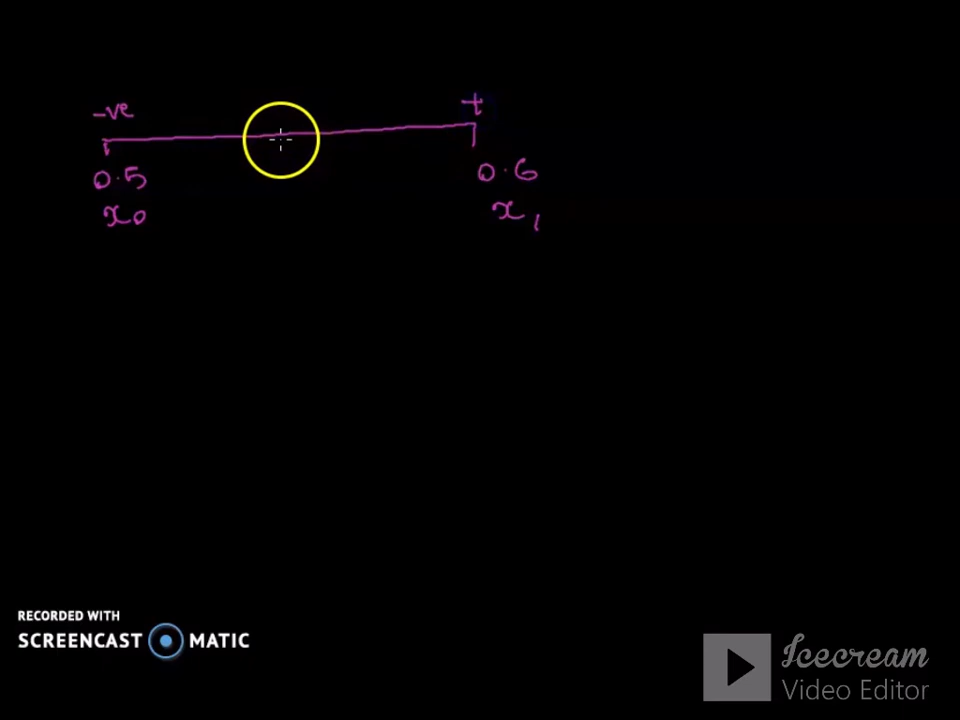 -ve +
0.5 0.6
x₀ x₁
RECORDED WITH
SCREENCAST MATIC
Icecream
Video Editor